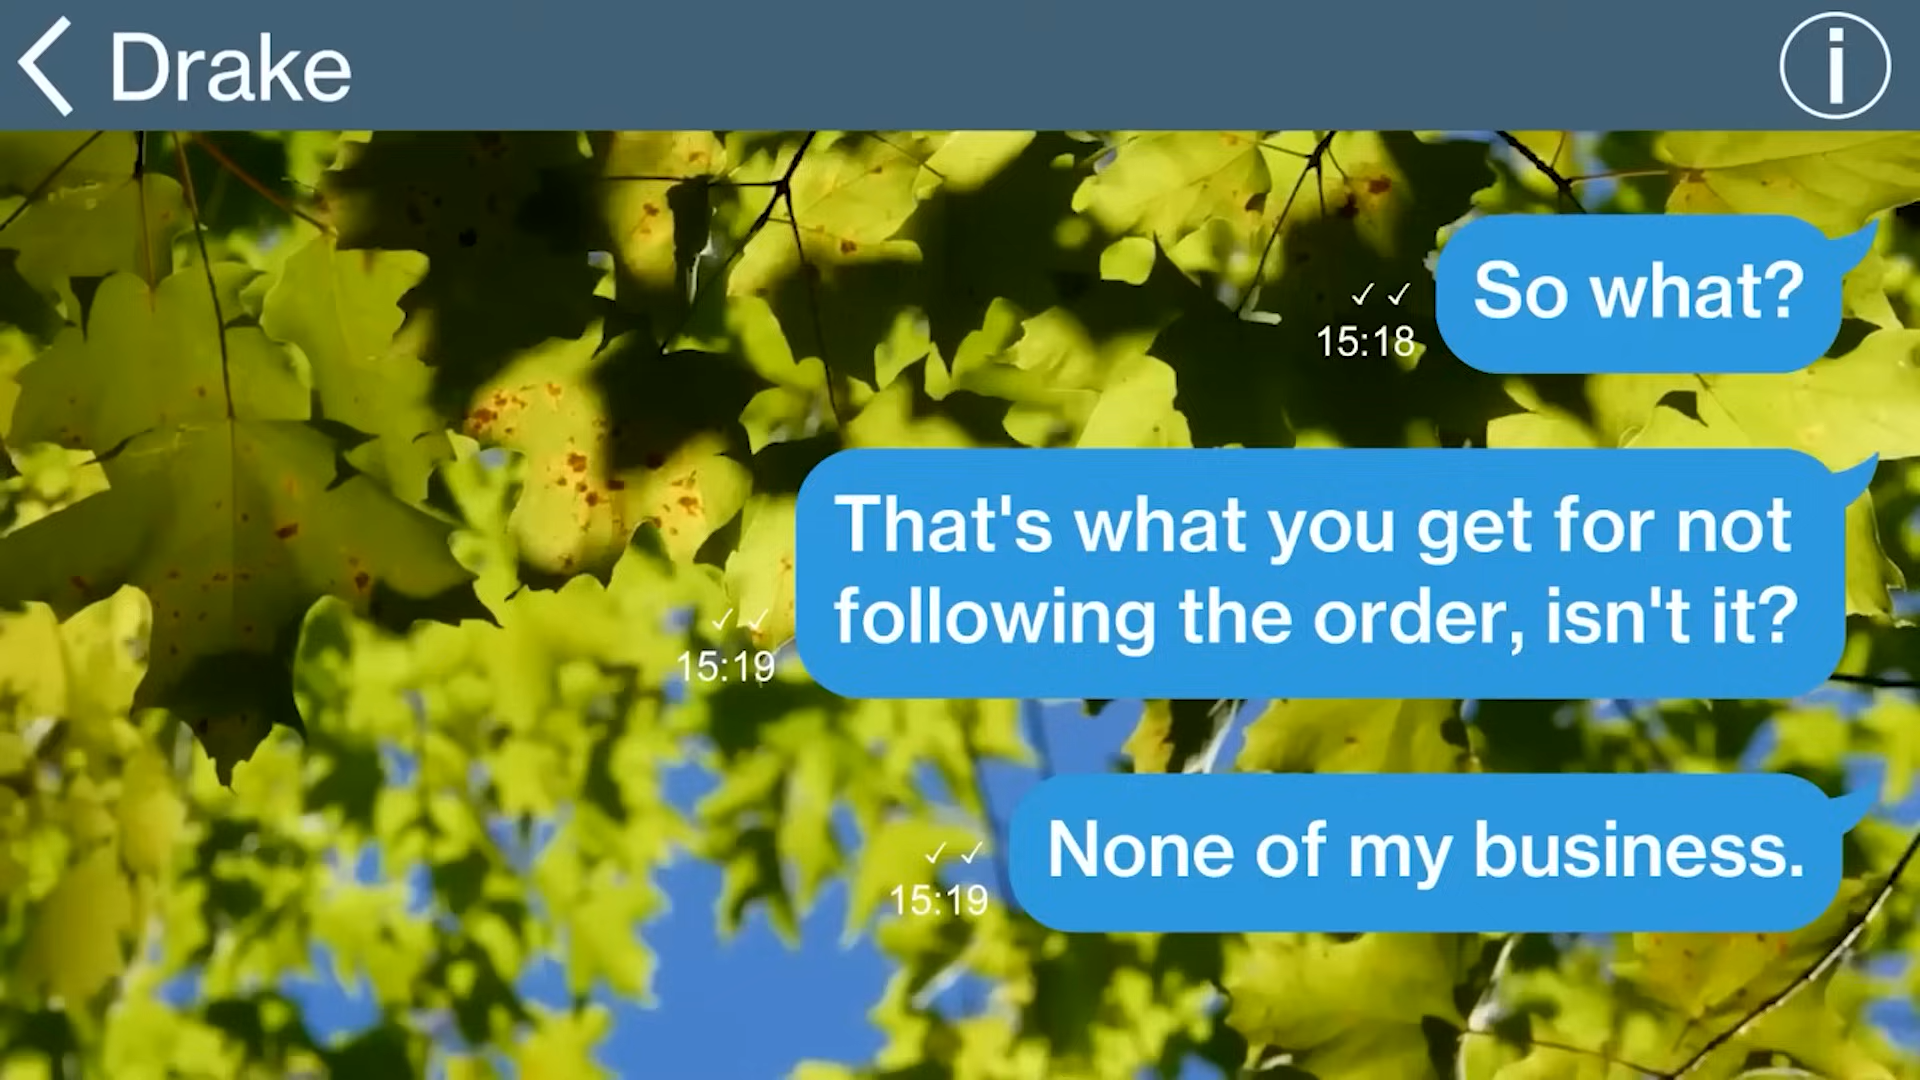 Drake
So what?
15:18
That's what you get for not
following the order, isn't it?
15:19
None of my business.
15:19